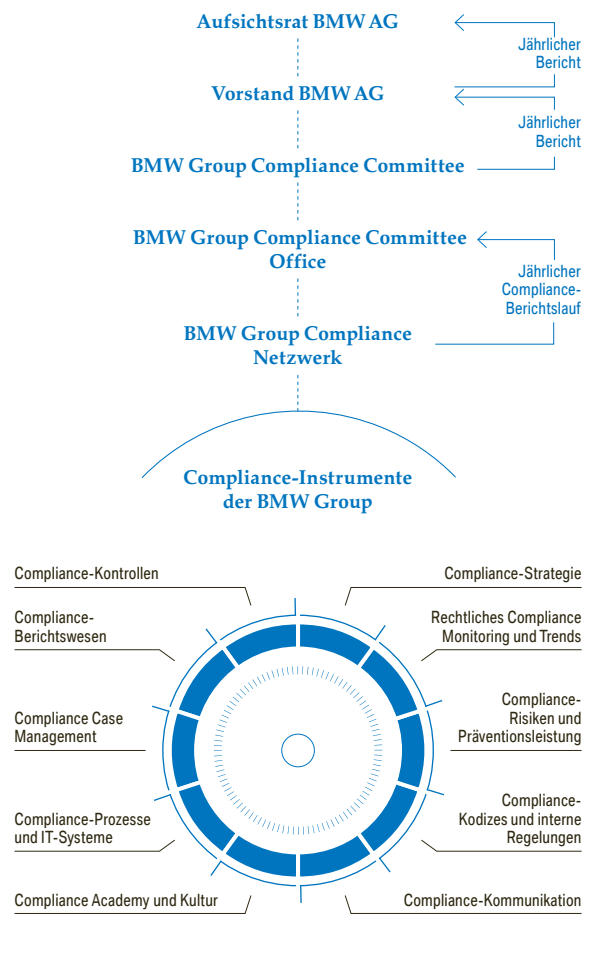 Aufsichtsrat BMW AG
Jährlicher
Bericht
Vorstand BMW AG
Jährlicher
Bericht
BMW Group Compliance Committee
BMW Group Compliance Committee
Office
Jährlicher
Compliance-
Berichtslauf
BMW Group Compliance
Netzwerk
Compliance-Instrumente
der BMW Group
Compliance-Kontrollen
Compliance-Strategie
Compliance-
Berichtswesen
Rechtliches Compliance
Monitoring und Trends
Compliance Case
Management
Compliance-
Risiken und
Präventionsleistung
Compliance-Prozesse
und IT-Systeme
Compliance-
Kodizes und interne
Regelungen
Compliance Academy und Kultur
Compliance-Kommunikation